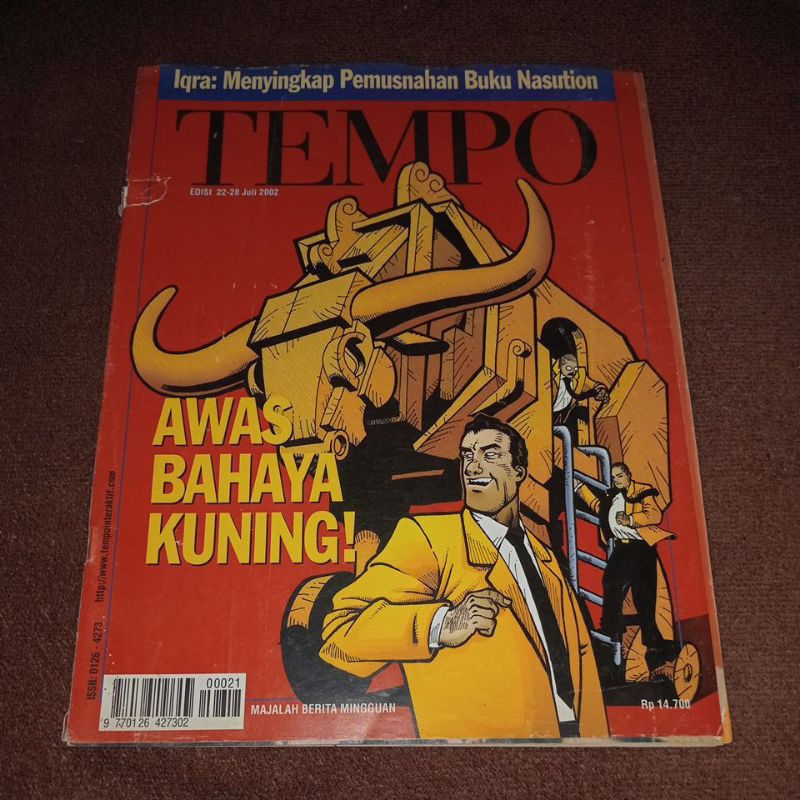 Iqra: Menyingkap Pemusnahan Buku Nasution
TEMPO
EDISI 22-28 Juli 2002
AWAS
BAHAYA
KUNING!
ISSN: 0126 - 4273 http://www.tempointeraktif.com
00021
9 770126 427302
MAJALAH BERITA MINGGUAN
Rp 14.700